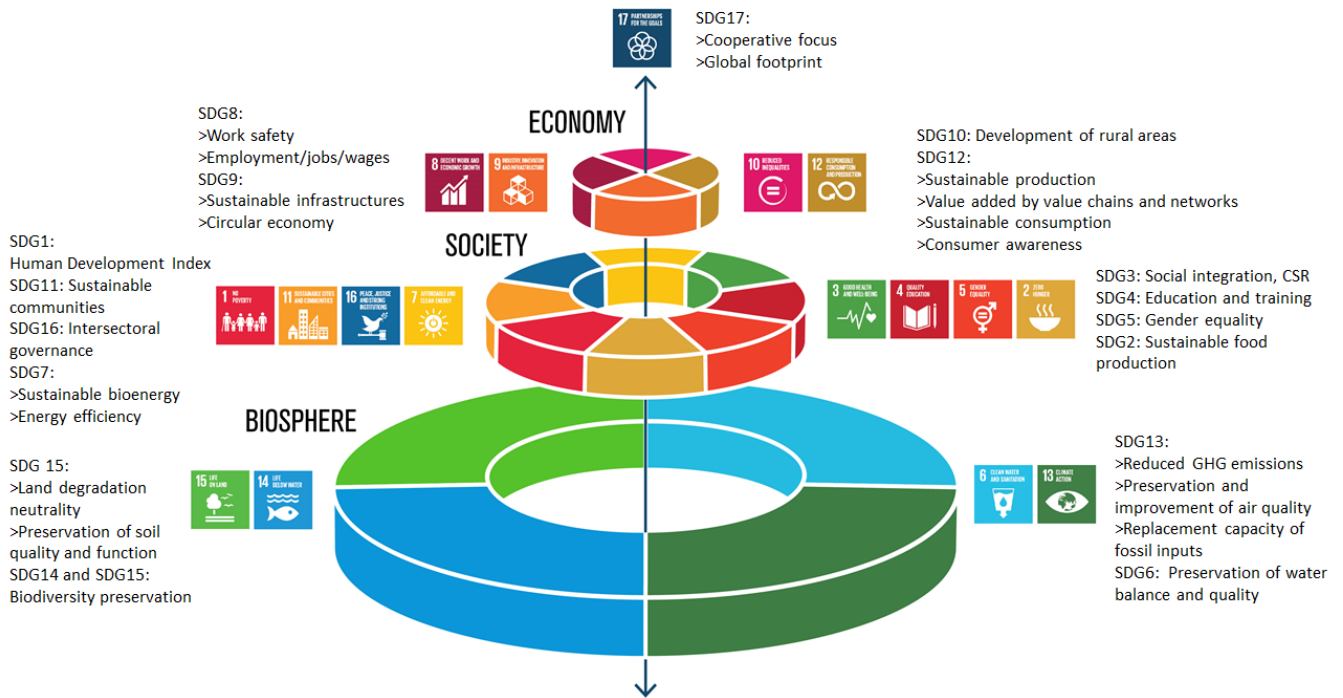 17 PARTNERSHIPS
FOR THE GOALS
SDG17:
>Cooperative focus
>Global footprint
ECONOMY
SDG8:
>Work safety
>Employment/jobs/wages
SDG9:
>Sustainable infrastructures
>Circular economy
8 DECENT WORK AND
ECONOMIC GROWTH
9 INDUSTRY, INNOVATION
AND INFRASTRUCTURE
10 REDUCED
INEQUALITIES
12 RESPONSIBLE
CONSUMPTION
AND PRODUCTION
SDG10: Development of rural areas
SDG12:
>Sustainable production
>Value added by value chains and networks
>Sustainable consumption
>Consumer awareness
SOCIETY
SDG1:
Human Development Index
SDG11: Sustainable
communities
SDG16: Intersectoral
governance
SDG7:
>Sustainable bioenergy
>Energy efficiency
1 NO
POVERTY
11 SUSTAINABLE CITIES
AND COMMUNITIES
16 PEACE, JUSTICE
AND STRONG
INSTITUTIONS
7 AFFORDABLE AND
CLEAN ENERGY
3 GOOD HEALTH
AND WELL-BEING
4 QUALITY
EDUCATION
5 GENDER
EQUALITY
2 ZERO
HUNGER
SDG3: Social integration, CSR
SDG4: Education and training
SDG5: Gender equality
SDG2: Sustainable food
production
BIOSPHERE
SDG 15:
>Land degradation
neutrality
>Preservation of soil
quality and function
SDG14 and SDG15:
Biodiversity preservation
15 LIFE
ON LAND
14 LIFE
BELOW WATER
6 CLEAN WATER
AND SANITATION
13 CLIMATE
ACTION
SDG13:
>Reduced GHG emissions
>Preservation and
improvement of air quality
>Replacement capacity of
fossil inputs
SDG6: Preservation of water
balance and quality